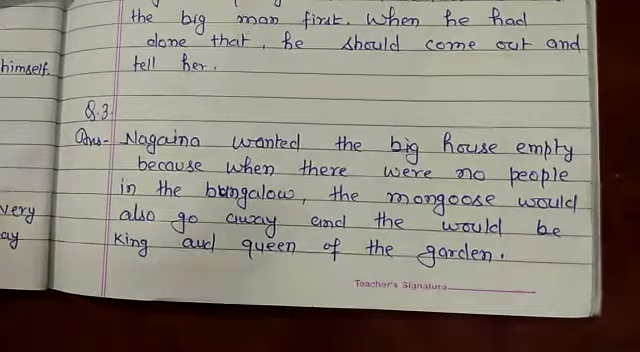 the big man first. When he had
done that, he should come out and
tell her.
himself.
Q.3
Ans- Nagaina wanted the big house empty
because when there were no people
in the bungalow, the mongoose would
also go away and the would be
king and queen of the garden.
very
ay
Teacher's Signature